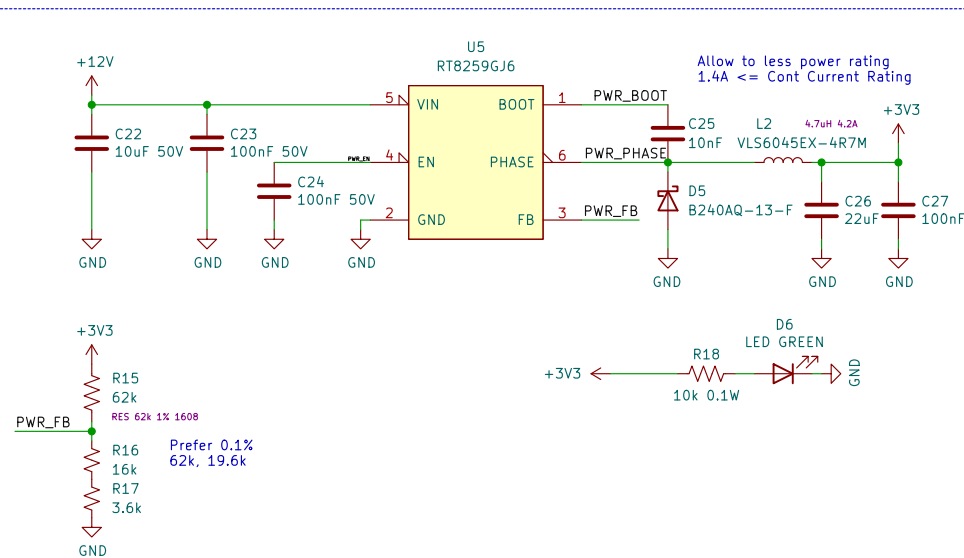 U5
RT8259GJ6
+12V
5
VIN
BOOT
1
PWR_BOOT
C22
10uF 50V
C23
100nF 50V
PWR_EN
4
EN
PHASE
6
PWR_PHASE
C24
100nF 50V
2
GND
FB
3
PWR_FB
GND
GND
GND
GND
Allow to less power rating
1.4A <= Cont Current Rating
+3V3
C25
10nF
L2
4.7uH 4.2A
VLS6045EX-4R7M
D5
B240AQ-13-F
C26
22uF
C27
100nF
GND
GND
GND
+3V3
R15
62k
RES 62k 1% 1608
PWR_FB
R16
16k
Prefer 0.1%
62k, 19.6k
R17
3.6k
GND
D6
LED GREEN
R18
+3V3
10k 0.1W
GND